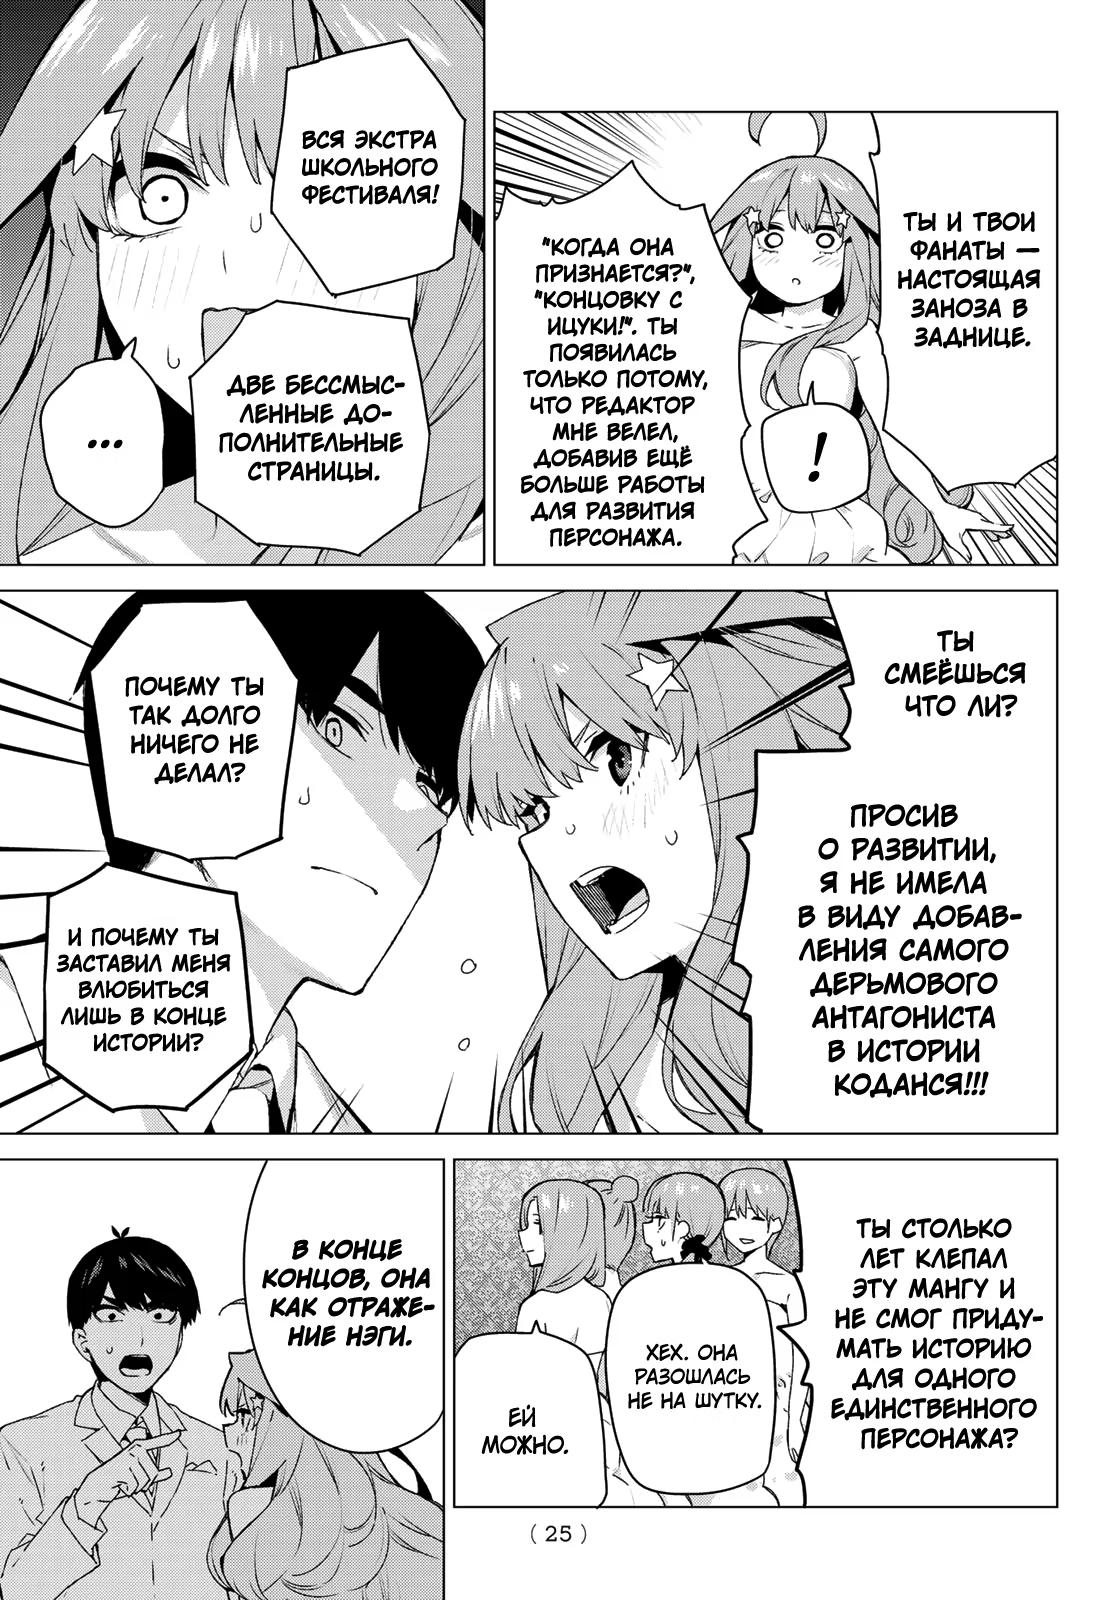 ТЫ И ТВОИ
ФАНАТЫ —
НАСТОЯЩАЯ
ЗАНОЗА В
ЗАДНИЦЕ.
!
"КОГДА ОНА
ПРИЗНАЕТСЯ?",
"КОНЦОВКУ С
ИЦУКИ!". ТЫ
ПОЯВИЛАСЬ
ТОЛЬКО ПОТОМУ,
ЧТО РЕДАКТОР
МНЕ ВЕЛЕЛ,
ДОБАВИВ ЕЩЁ
БОЛЬШЕ РАБОТЫ
ДЛЯ РАЗВИТИЯ
ПЕРСОНАЖА.
ВСЯ ЭКСТРА
ШКОЛЬНОГО
ФЕСТИВАЛЯ!
ДВЕ БЕССМЫС-
ЛЕННЫЕ ДО-
ПОЛНИТЕЛЬНЫЕ
СТРАНИЦЫ.
...
ТЫ
СМЕЁШЬСЯ
ЧТО ЛИ?
ПРОСИВ
О РАЗВИТИИ,
Я НЕ ИМЕЛА
В ВИДУ ДОБАВ-
ЛЕНИЯ САМОГО
ДЕРЬМОВОГО
АНТАГОНИСТА
В ИСТОРИИ
КОДАНСЯ!!!
ПОЧЕМУ ТЫ
ТАК ДОЛГО
НИЧЕГО НЕ
ДЕЛАЛ?
И ПОЧЕМУ ТЫ
ЗАСТАВИЛ МЕНЯ
ВЛЮБИТЬСЯ
ЛИШЬ В КОНЦЕ
ИСТОРИИ?
ТЫ СТОЛЬКО
ЛЕТ КЛЕПАЛ
ЭТУ МАНГУ И
НЕ СМОГ ПРИДУ-
МАТЬ ИСТОРИЮ
ДЛЯ ОДНОГО
ЕДИНСТВЕННОГО
ПЕРСОНАЖА?
ХЕХ. ОНА
РАЗОШЛАСЬ
НЕ НА ШУТКУ.
ЕЙ
МОЖНО.
В КОНЦЕ
КОНЦОВ, ОНА
КАК ОТРАЖЕ-
НИЕ НЭГИ.
( 25 )